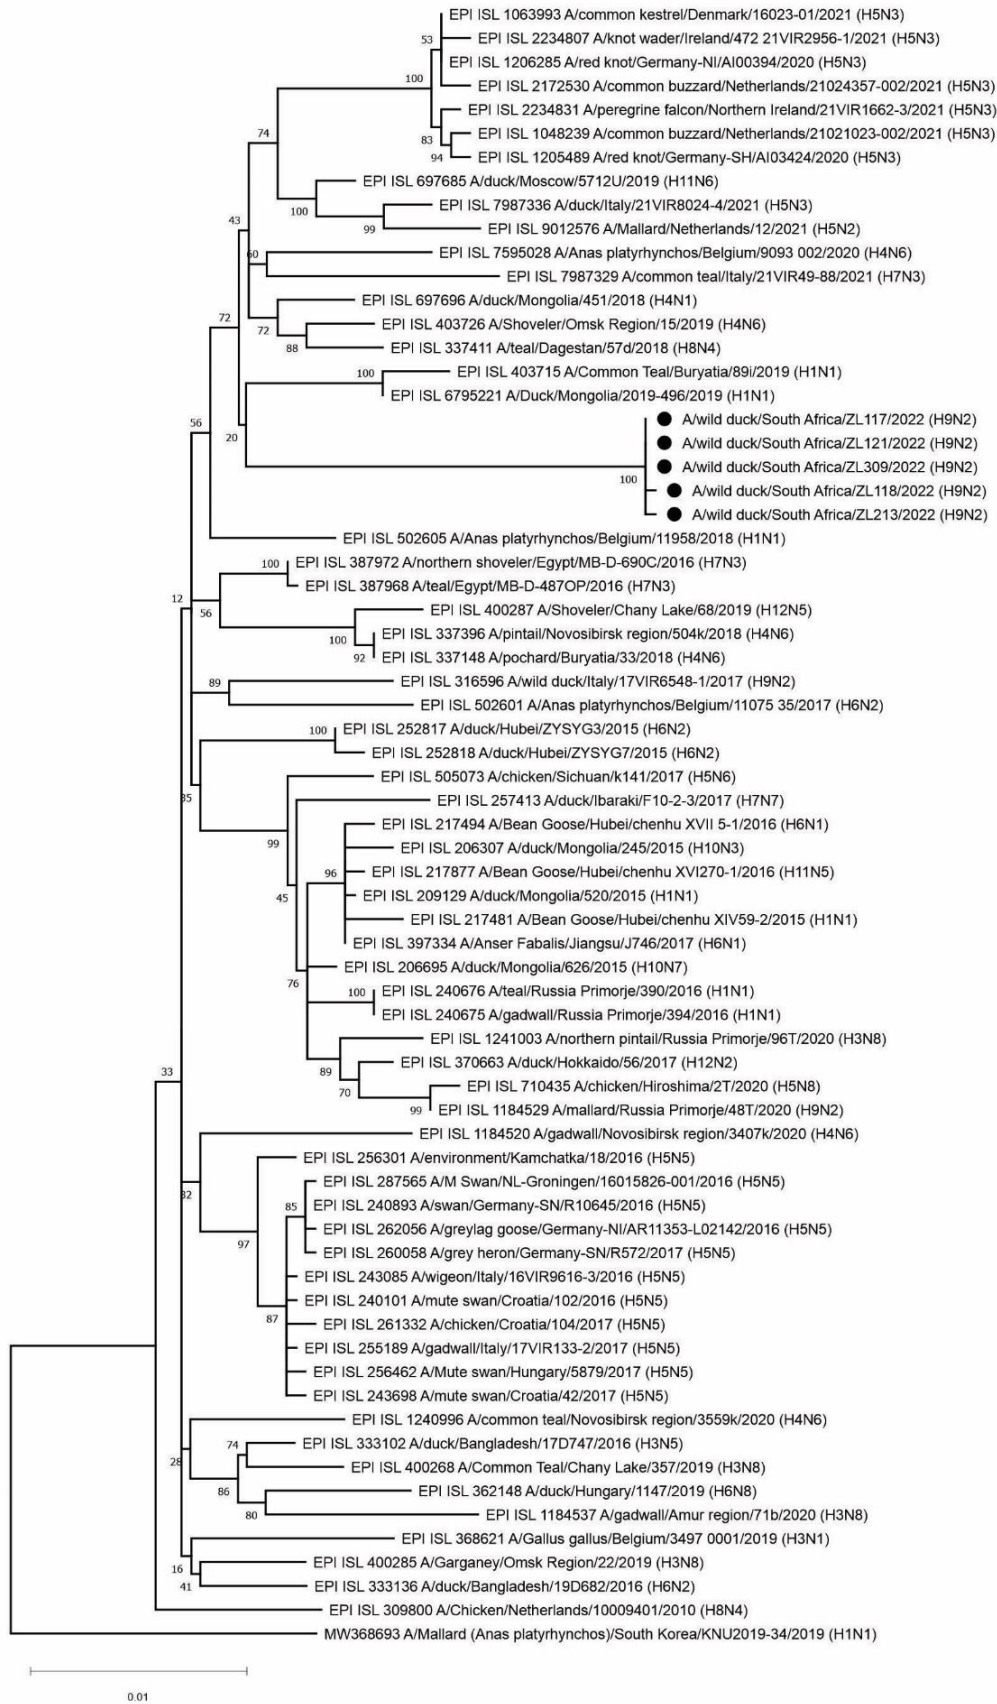 EPI ISL 1063993 A/common kestrel/Denmark/16023-01/2021 (H5N3)
53
EPI ISL 2234807 A/knot wader/Ireland/472 21VIR2956-1/2021 (H5N3)
EPI ISL 1206285 A/red knot/Germany-NI/AI00394/2020 (H5N3)
100
EPI ISL 2172530 A/common buzzard/Netherlands/21024357-002/2021 (H5N3)
EPI ISL 2234831 A/peregrine falcon/Northern Ireland/21VIR1662-3/2021 (H5N3)
74
83
EPI ISL 1048239 A/common buzzard/Netherlands/21021023-002/2021 (H5N3)
94
EPI ISL 1205489 A/red knot/Germany-SH/AI03424/2020 (H5N3)
EPI ISL 697685 A/duck/Moscow/5712U/2019 (H11N6)
100
EPI ISL 7987336 A/duck/Italy/21VIR8024-4/2021 (H5N3)
43
99
EPI ISL 9012576 A/Mallard/Netherlands/12/2021 (H5N2)
60
EPI ISL 7595028 A/Anas platyrhynchos/Belgium/9093 002/2020 (H4N6)
EPI ISL 7987329 A/common teal/Italy/21VIR49-88/2021 (H7N3)
EPI ISL 697696 A/duck/Mongolia/451/2018 (H4N1)
72
72
EPI ISL 403726 A/Shoveler/Omsk Region/15/2019 (H4N6)
88
EPI ISL 337411 A/teal/Dagestan/57d/2018 (H8N4)
100
EPI ISL 403715 A/Common Teal/Buryatia/89i/2019 (H1N1)
EPI ISL 6795221 A/Duck/Mongolia/2019-496/2019 (H1N1)
56
A/wild duck/South Africa/ZL117/2022 (H9N2)
20
A/wild duck/South Africa/ZL121/2022 (H9N2)
A/wild duck/South Africa/ZL309/2022 (H9N2)
100
A/wild duck/South Africa/ZL118/2022 (H9N2)
A/wild duck/South Africa/ZL213/2022 (H9N2)
EPI ISL 502605 A/Anas platyrhynchos/Belgium/11958/2018 (H1N1)
100
EPI ISL 387972 A/northern shoveler/Egypt/MB-D-690C/2016 (H7N3)
EPI ISL 387968 A/teal/Egypt/MB-D-487OP/2016 (H7N3)
12
56
EPI ISL 400287 A/Shoveler/Chany Lake/68/2019 (H12N5)
100
EPI ISL 337396 A/pintail/Novosibirsk region/504k/2018 (H4N6)
92
EPI ISL 337148 A/pochard/Buryatia/33/2018 (H4N6)
89
EPI ISL 316596 A/wild duck/Italy/17VIR6548-1/2017 (H9N2)
EPI ISL 502601 A/Anas platyrhynchos/Belgium/11075 35/2017 (H6N2)
100
EPI ISL 252817 A/duck/Hubei/ZYSYG3/2015 (H6N2)
EPI ISL 252818 A/duck/Hubei/ZYSYG7/2015 (H6N2)
EPI ISL 505073 A/chicken/Sichuan/k141/2017 (H5N6)
EPI ISL 257413 A/duck/Ibaraki/F10-2-3/2017 (H7N7)
EPI ISL 217494 A/Bean Goose/Hubei/chenhu XVII 5-1/2016 (H6N1)
99
EPI ISL 206307 A/duck/Mongolia/245/2015 (H10N3)
96
EPI ISL 217877 A/Bean Goose/Hubei/chenhu XVI270-1/2016 (H11N5)
45
EPI ISL 209129 A/duck/Mongolia/520/2015 (H1N1)
EPI ISL 217481 A/Bean Goose/Hubei/chenhu XIV59-2/2015 (H1N1)
EPI ISL 397334 A/Anser Fabalis/Jiangsu/J746/2017 (H6N1)
EPI ISL 206695 A/duck/Mongolia/626/2015 (H10N7)
76
100
EPI ISL 240676 A/teal/Russia Primorje/390/2016 (H1N1)
EPI ISL 240675 A/gadwall/Russia Primorje/394/2016 (H1N1)
EPI ISL 1241003 A/northern pintail/Russia Primorje/96T/2020 (H3N8)
89
EPI ISL 370663 A/duck/Hokkaido/56/2017 (H12N2)
33
70
EPI ISL 710435 A/chicken/Hiroshima/2T/2020 (H5N8)
99
EPI ISL 1184529 A/mallard/Russia Primorje/48T/2020 (H9N2)
EPI ISL 1184520 A/gadwall/Novosibirsk region/3407k/2020 (H4N6)
EPI ISL 256301 A/environment/Kamchatka/18/2016 (H5N5)
EPI ISL 287565 A/M Swan/NL-Groningen/16015826-001/2016 (H5N5)
85
EPI ISL 240893 A/swan/Germany-SN/R10645/2016 (H5N5)
EPI ISL 262056 A/greylag goose/Germany-NI/AR11353-L02142/2016 (H5N5)
97
EPI ISL 260058 A/grey heron/Germany-SN/R572/2017 (H5N5)
EPI ISL 243085 A/wigeon/Italy/16VIR9616-3/2016 (H5N5)
EPI ISL 240101 A/mute swan/Croatia/102/2016 (H5N5)
87
EPI ISL 261332 A/chicken/Croatia/104/2017 (H5N5)
EPI ISL 255189 A/gadwall/Italy/17VIR133-2/2017 (H5N5)
EPI ISL 256462 A/Mute swan/Hungary/5879/2017 (H5N5)
EPI ISL 243698 A/mute swan/Croatia/42/2017 (H5N5)
EPI ISL 1240996 A/common teal/Novosibirsk region/3559k/2020 (H4N6)
74
EPI ISL 333102 A/duck/Bangladesh/17D747/2016 (H3N5)
28
EPI ISL 400268 A/Common Teal/Chany Lake/357/2019 (H3N8)
86
EPI ISL 362148 A/duck/Hungary/1147/2019 (H6N8)
80
EPI ISL 1184537 A/gadwall/Amur region/71b/2020 (H3N8)
EPI ISL 368621 A/Gallus gallus/Belgium/3497 0001/2019 (H3N1)
16
EPI ISL 400285 A/Garganey/Omsk Region/22/2019 (H3N8)
41
EPI ISL 333136 A/duck/Bangladesh/19D682/2016 (H6N2)
EPI ISL 309800 A/Chicken/Netherlands/10009401/2010 (H8N4)
MW368693 A/Mallard (Anas platyrhynchos)/South Korea/KNU2019-34/2019 (H1N1)
0.01